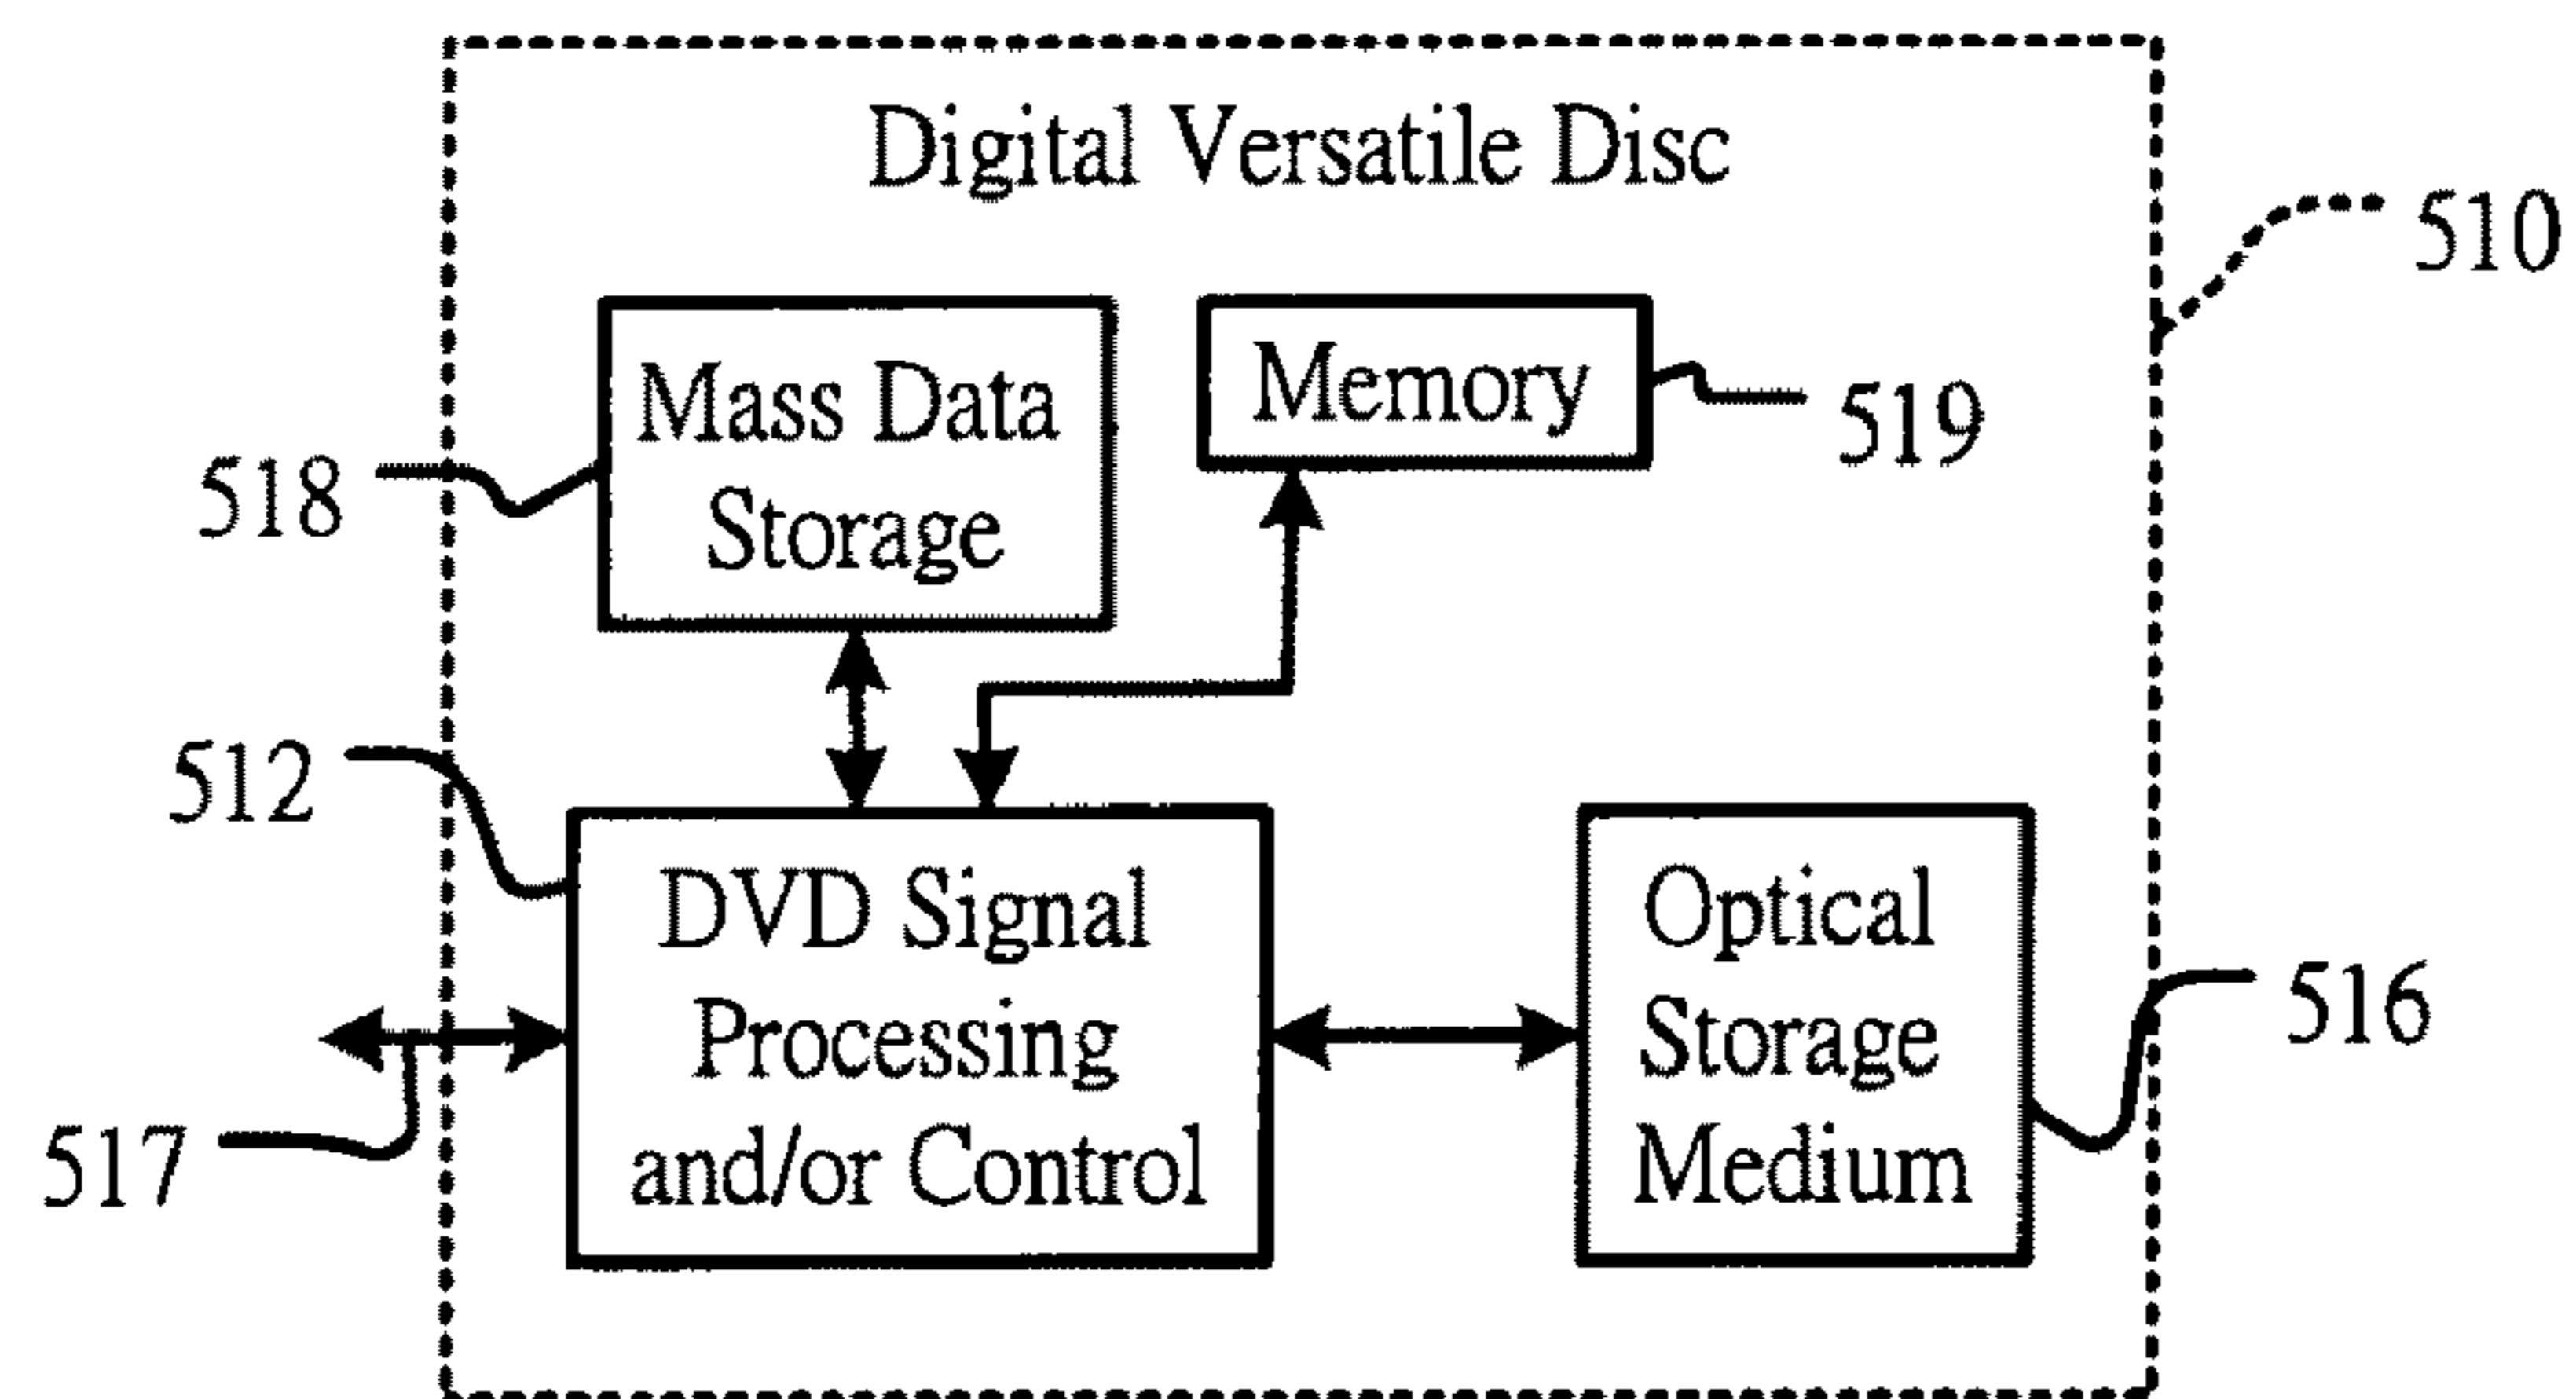 Digital Versatile Disc
510
Mass Data
Storage
518
Memory
519
512
DVD Signal
Processing
and/or Control
Optical
Storage
Medium
516
517